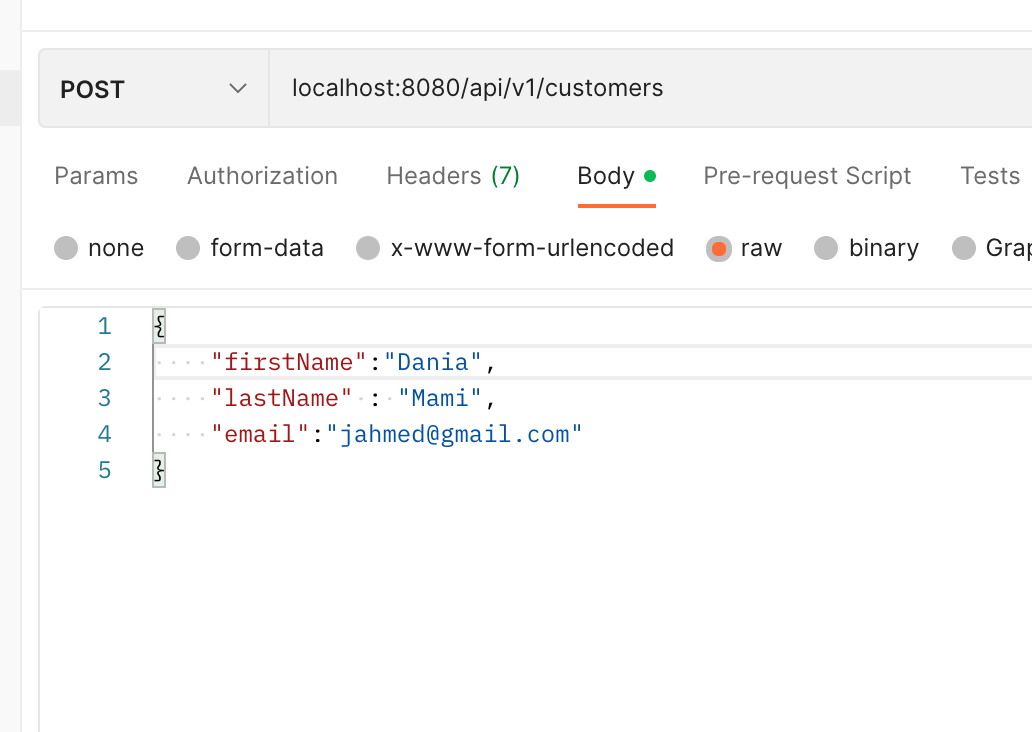 POST localhost:8080/api/v1/customers
Params Authorization Headers (7) Body Pre-request Script Tests
none form-data x-www-form-urlencoded raw binary Grap
1 {
2 "firstName":"Dania",
3 "lastName" : "Mami",
4 "email":"jahmed@gmail.com"
5 }